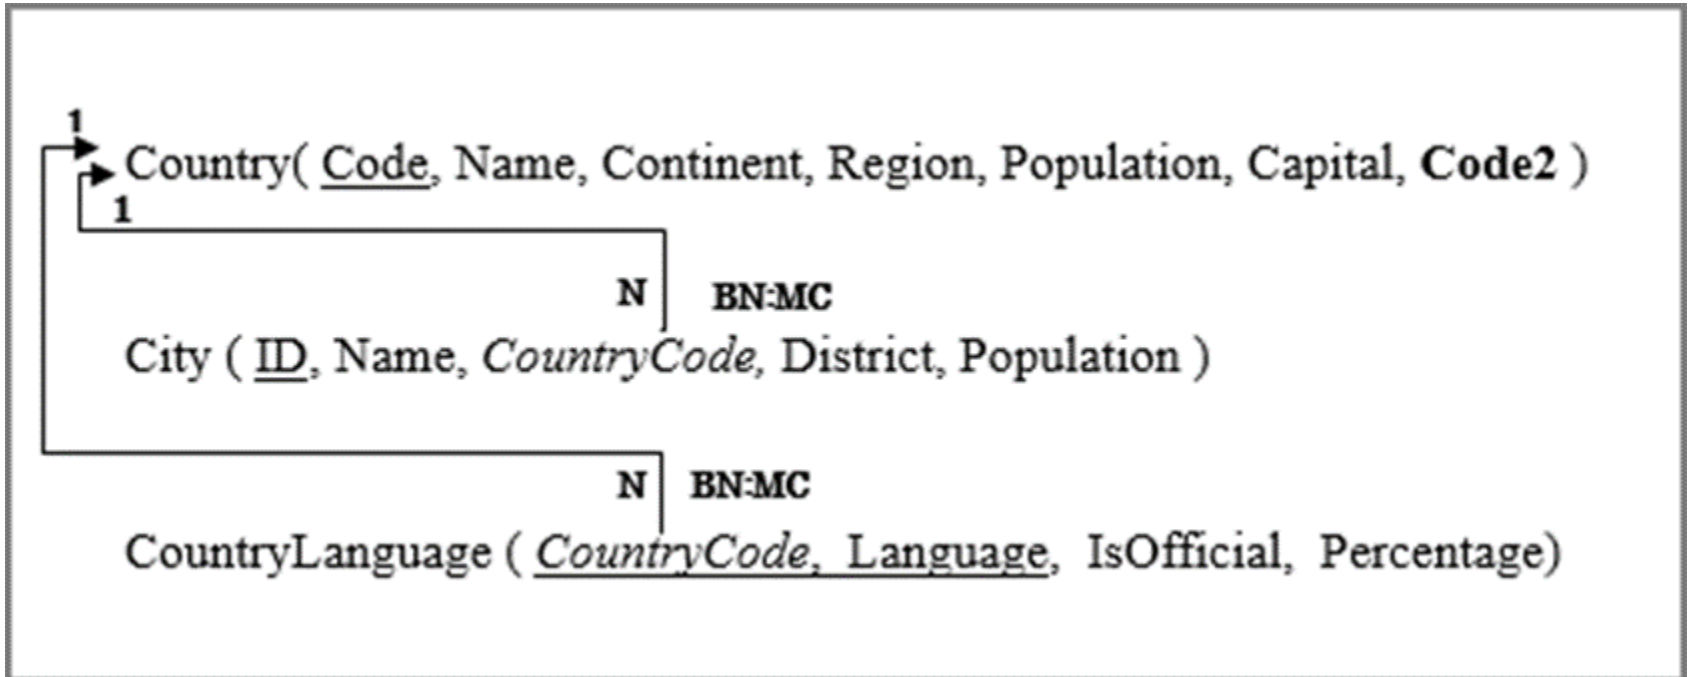 1
Country( Code, Name, Continent, Region, Population, Capital, Code2 )
1
N BN:MC
City ( ID, Name, CountryCode, District, Population )
N BN:MC
CountryLanguage ( CountryCode, Language, IsOfficial, Percentage)